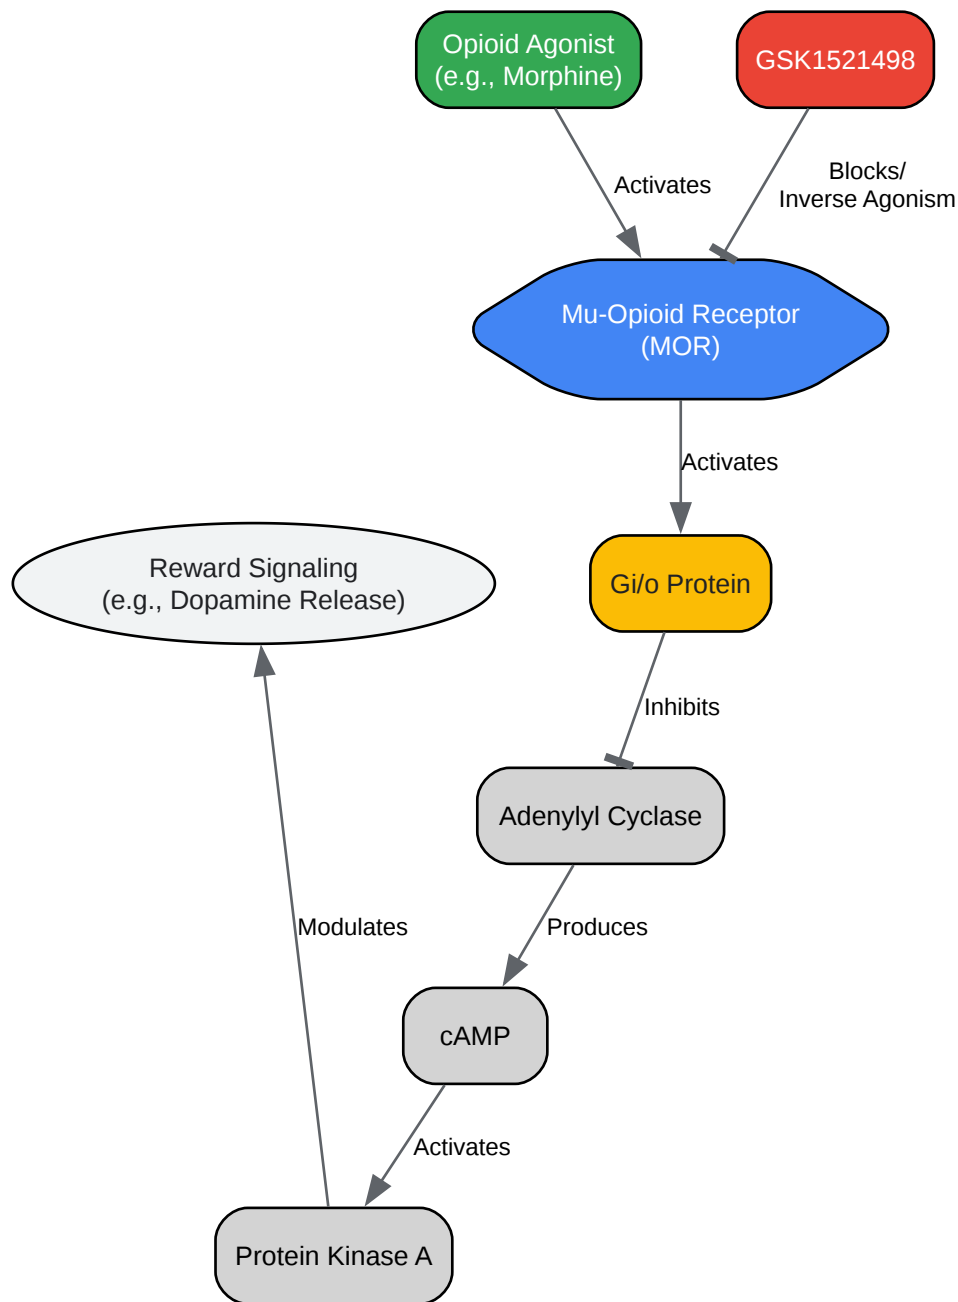 Opioid Agonist
(e.g., Morphine)
GSK1521498
Activates
Blocks/
Inverse Agonism
Mu-Opioid Receptor
(MOR)
Activates
Reward Signaling
(e.g., Dopamine Release)
Gi/o Protein
Inhibits
Adenylyl Cyclase
Modulates
Produces
cAMP
Activates
Protein Kinase A